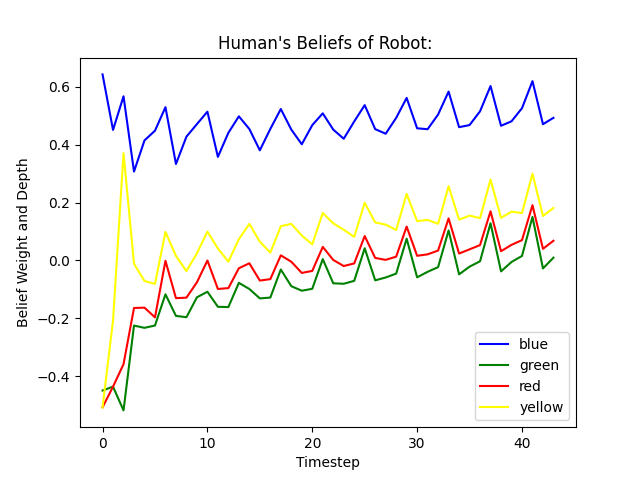 Human's Beliefs of Robot:
Belief Weight and Depth
0.6
0.4
0.2
0.0
−0.2
−0.4
0 10 20 30 40
Timestep
blue
green
red
yellow